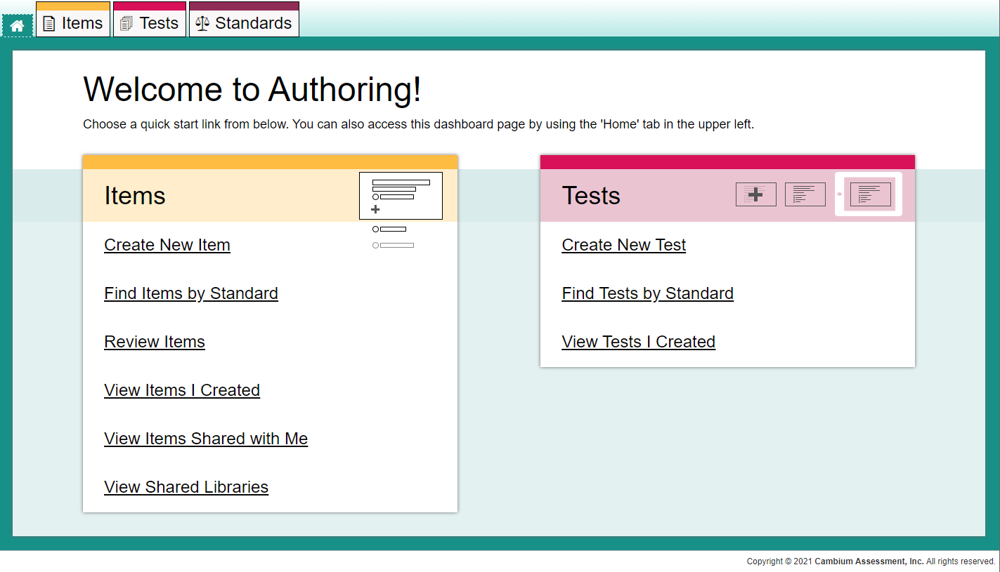 Items
Tests
Standards
Welcome to Authoring!
Choose a quick start link from below. You can also access this dashboard page by using the 'Home' tab in the upper left.
Items
Create New Item
Find Items by Standard
Review Items
View Items I Created
View Items Shared with Me
View Shared Libraries
Tests
Create New Test
Find Tests by Standard
View Tests I Created
Copyright © 2021 Cambium Assessment, Inc. All rights reserved.